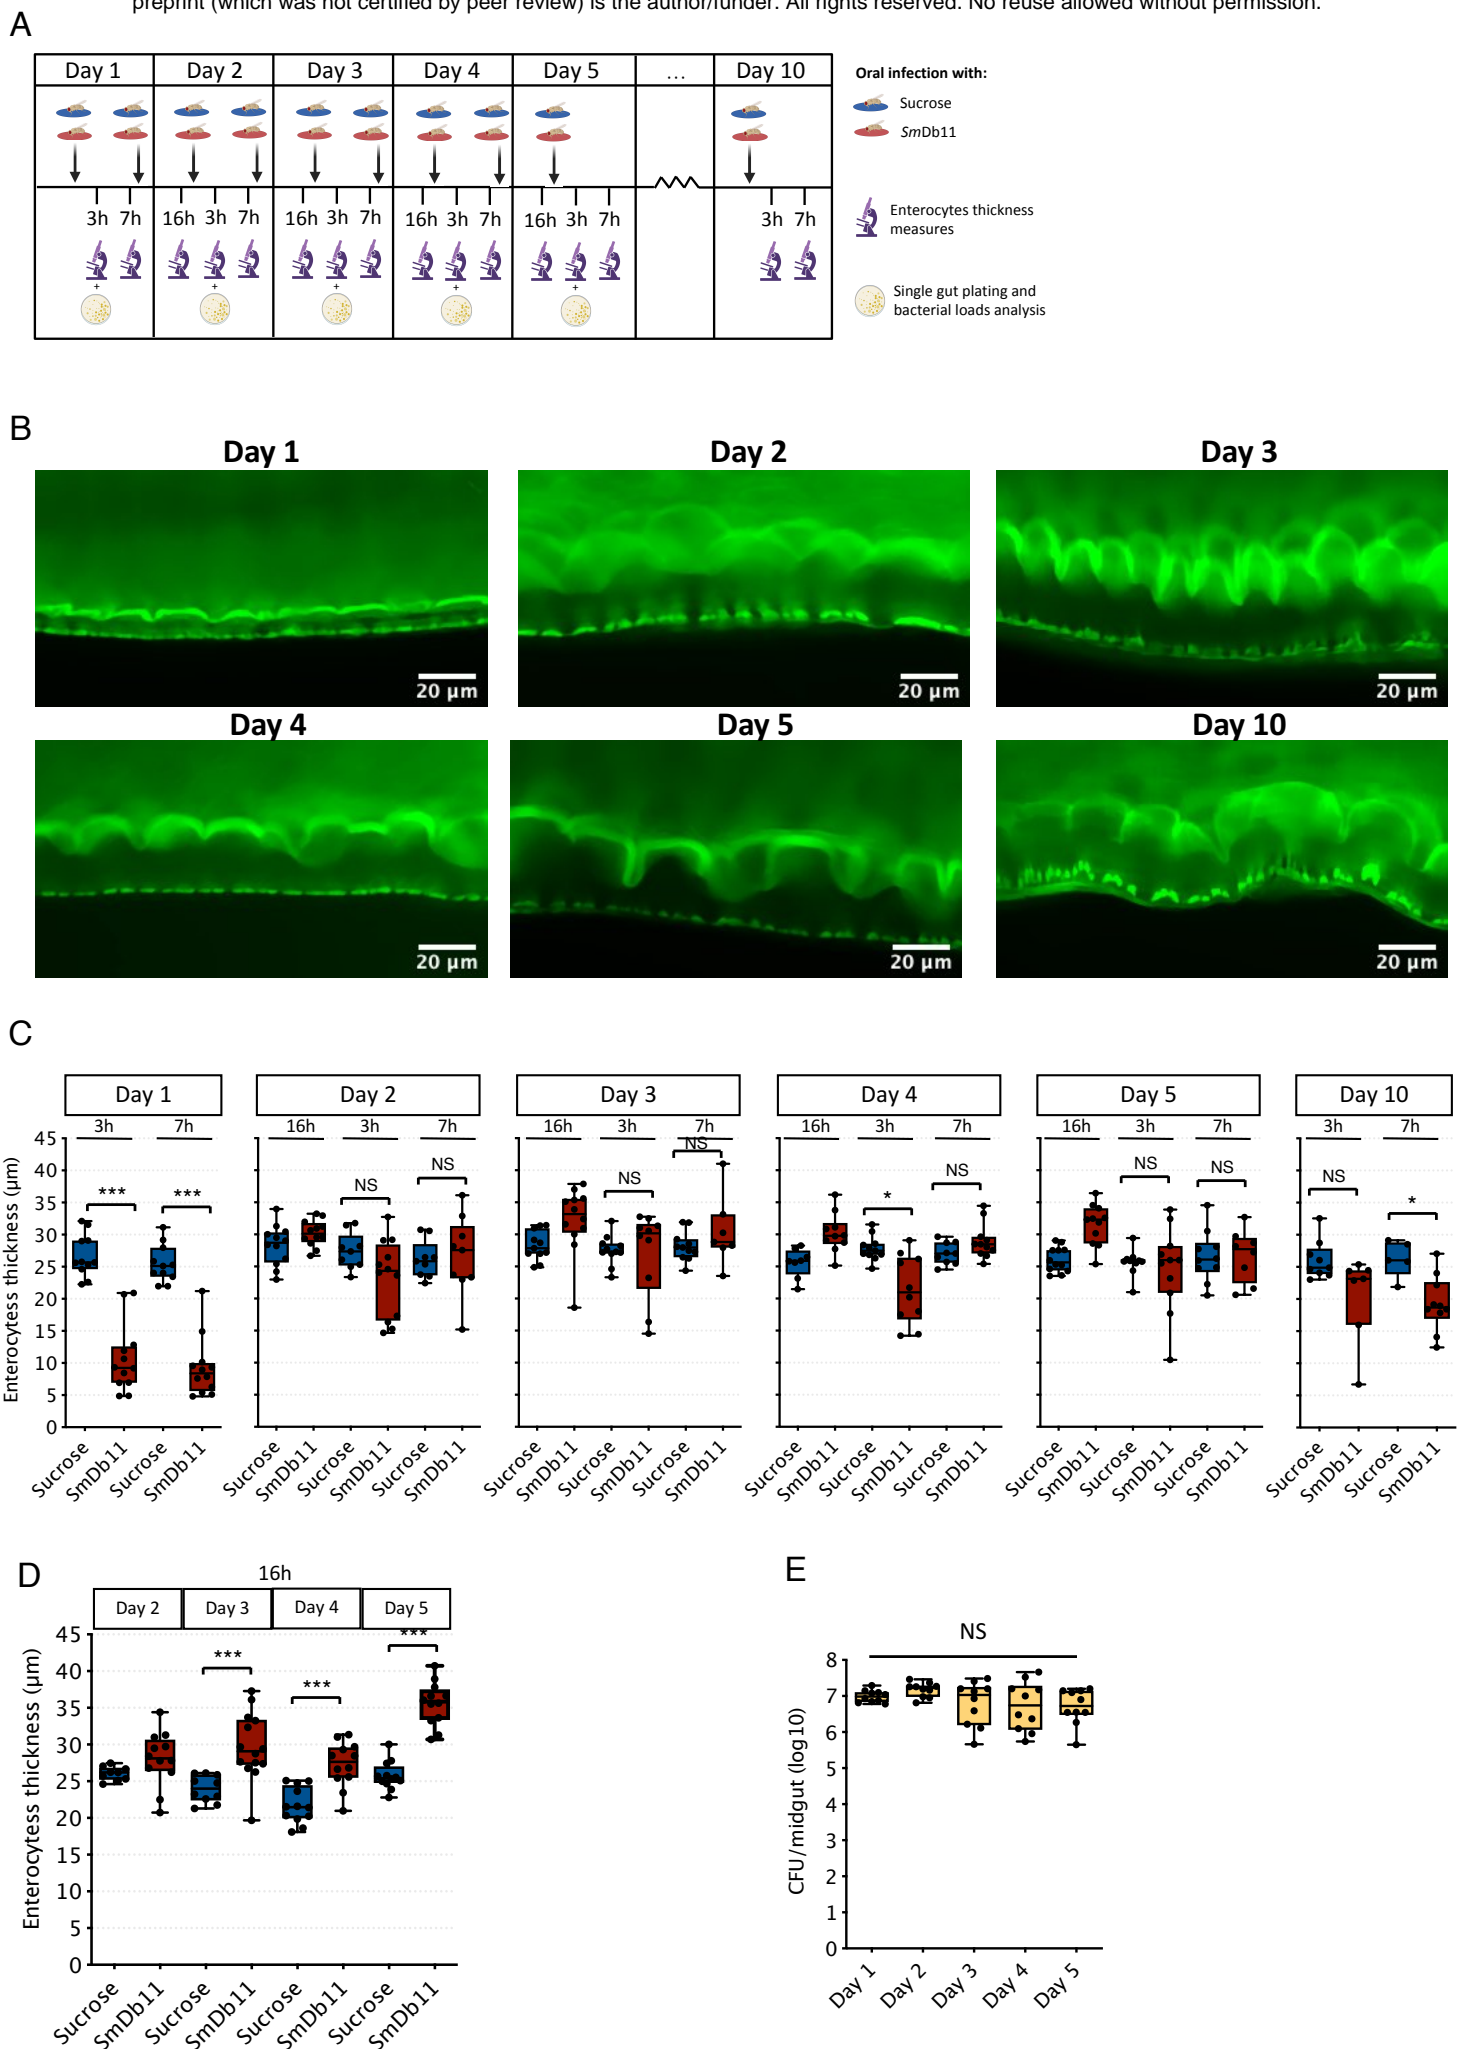 preprint (which was not certified by peer review) is the author/funder. All rights reserved. No reuse allowed without permission.
A
Day 1 Day 2 Day 3 Day 4 Day 5 ... Day 10
Oral infection with:
Sucrose
SmDb11
3h 7h 16h 3h 7h 16h 3h 7h 16h 3h 7h 16h 3h 7h 3h 7h
Enterocytes thickness
measures
+ + + + +
Single gut plating and
bacterial loads analysis
B
Day 1 Day 2 Day 3
20 µm 20 µm 20 µm
Day 4 Day 5 Day 10
20 µm 20 µm 20 µm
C
Day 1 Day 2 Day 3 Day 4 Day 5 Day 10
3h 7h 16h 3h 7h 16h 3h 7h 16h 3h 7h 16h 3h 7h 3h 7h
Enterocytess thickness (µm)
45
40
35
30
25
20
15
10
5
0
*** *** NS NS NS NS * NS NS NS NS *
Sucrose SmDb11 Sucrose SmDb11 Sucrose SmDb11 Sucrose SmDb11 Sucrose SmDb11 Sucrose SmDb11 Sucrose SmDb11 Sucrose SmDb11 Sucrose SmDb11 Sucrose SmDb11 Sucrose SmDb11 Sucrose SmDb11 Sucrose SmDb11 Sucrose SmDb11 Sucrose SmDb11 Sucrose SmDb11
D
16h
Day 2 Day 3 Day 4 Day 5
Enterocytess thickness (µm)
45
40
35
30
25
20
15
10
5
0
*** *** ***
Sucrose SmDb11 Sucrose SmDb11 Sucrose SmDb11 Sucrose SmDb11
E
NS
CFU/midgut (log10)
8
7
6
5
4
3
2
1
0
Day 1 Day 2 Day 3 Day 4 Day 5